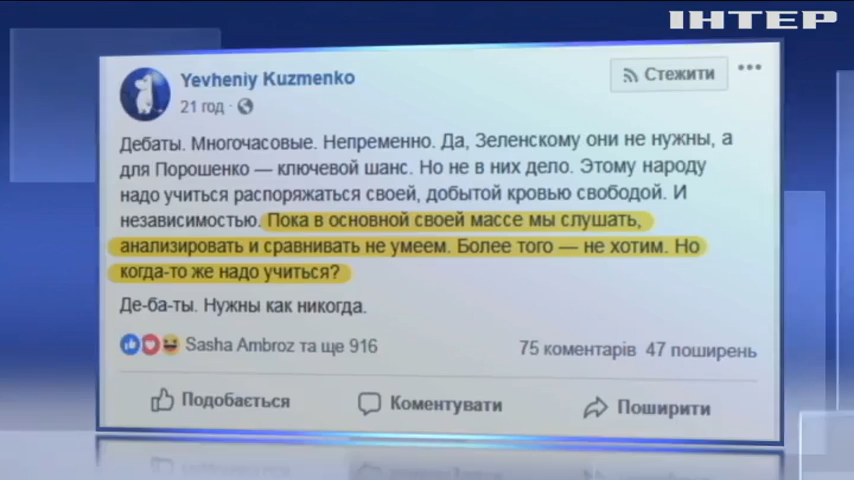 ІНТЕР
Yevheniy Kuzmenko
21 год ·
Стежити
Дебаты. Многочасовые. Непременно. Да, Зеленскому они не нужны, а
для Порошенко — ключевой шанс. Но не в них дело. Этому народу
надо учиться распоряжаться своей, добытой кровью свободой. И
независимостью. Пока в основной своей массе мы слушать,
анализировать и сравнивать не умеем. Более того — не хотим. Но
когда-то же надо учиться?
Де-ба-ты. Нужны как никогда.
Sasha Ambroz та ще 916
75 коментарів 47 поширень
Подобається
Коментувати
Поширити